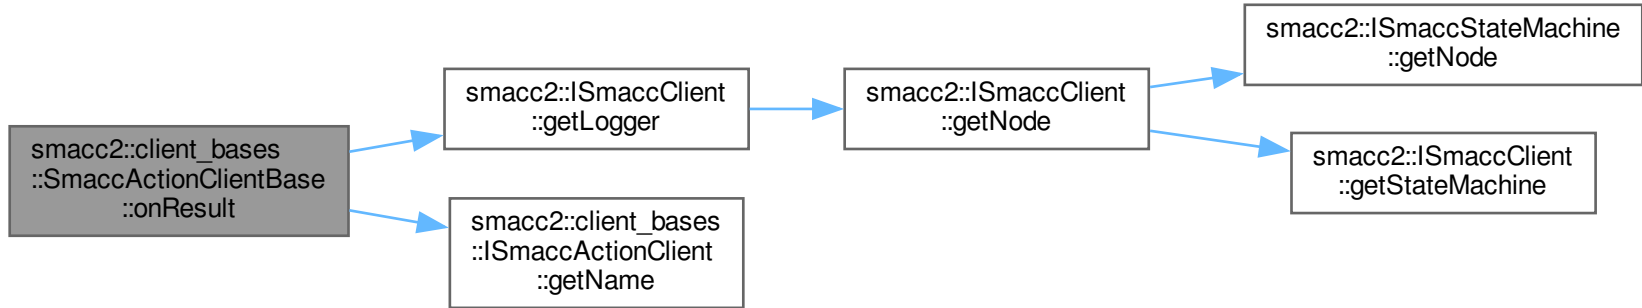 smacc2::client_bases
::SmaccActionClientBase
::onResult
smacc2::ISmaccClient
::getLogger
smacc2::client_bases
::ISmaccActionClient
::getName
smacc2::ISmaccClient
::getNode
smacc2::ISmaccStateMachine
::getNode
smacc2::ISmaccClient
::getStateMachine